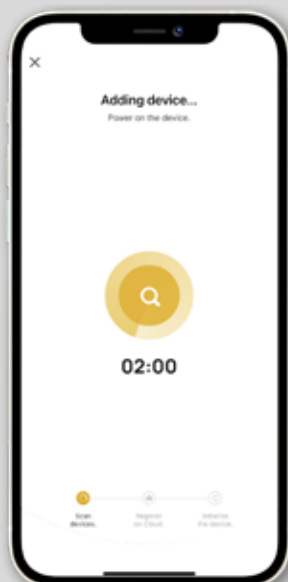 Adding device...
Power on the device.
02:00
Scan
devices.
Register
on Cloud.
Initialize
the device.